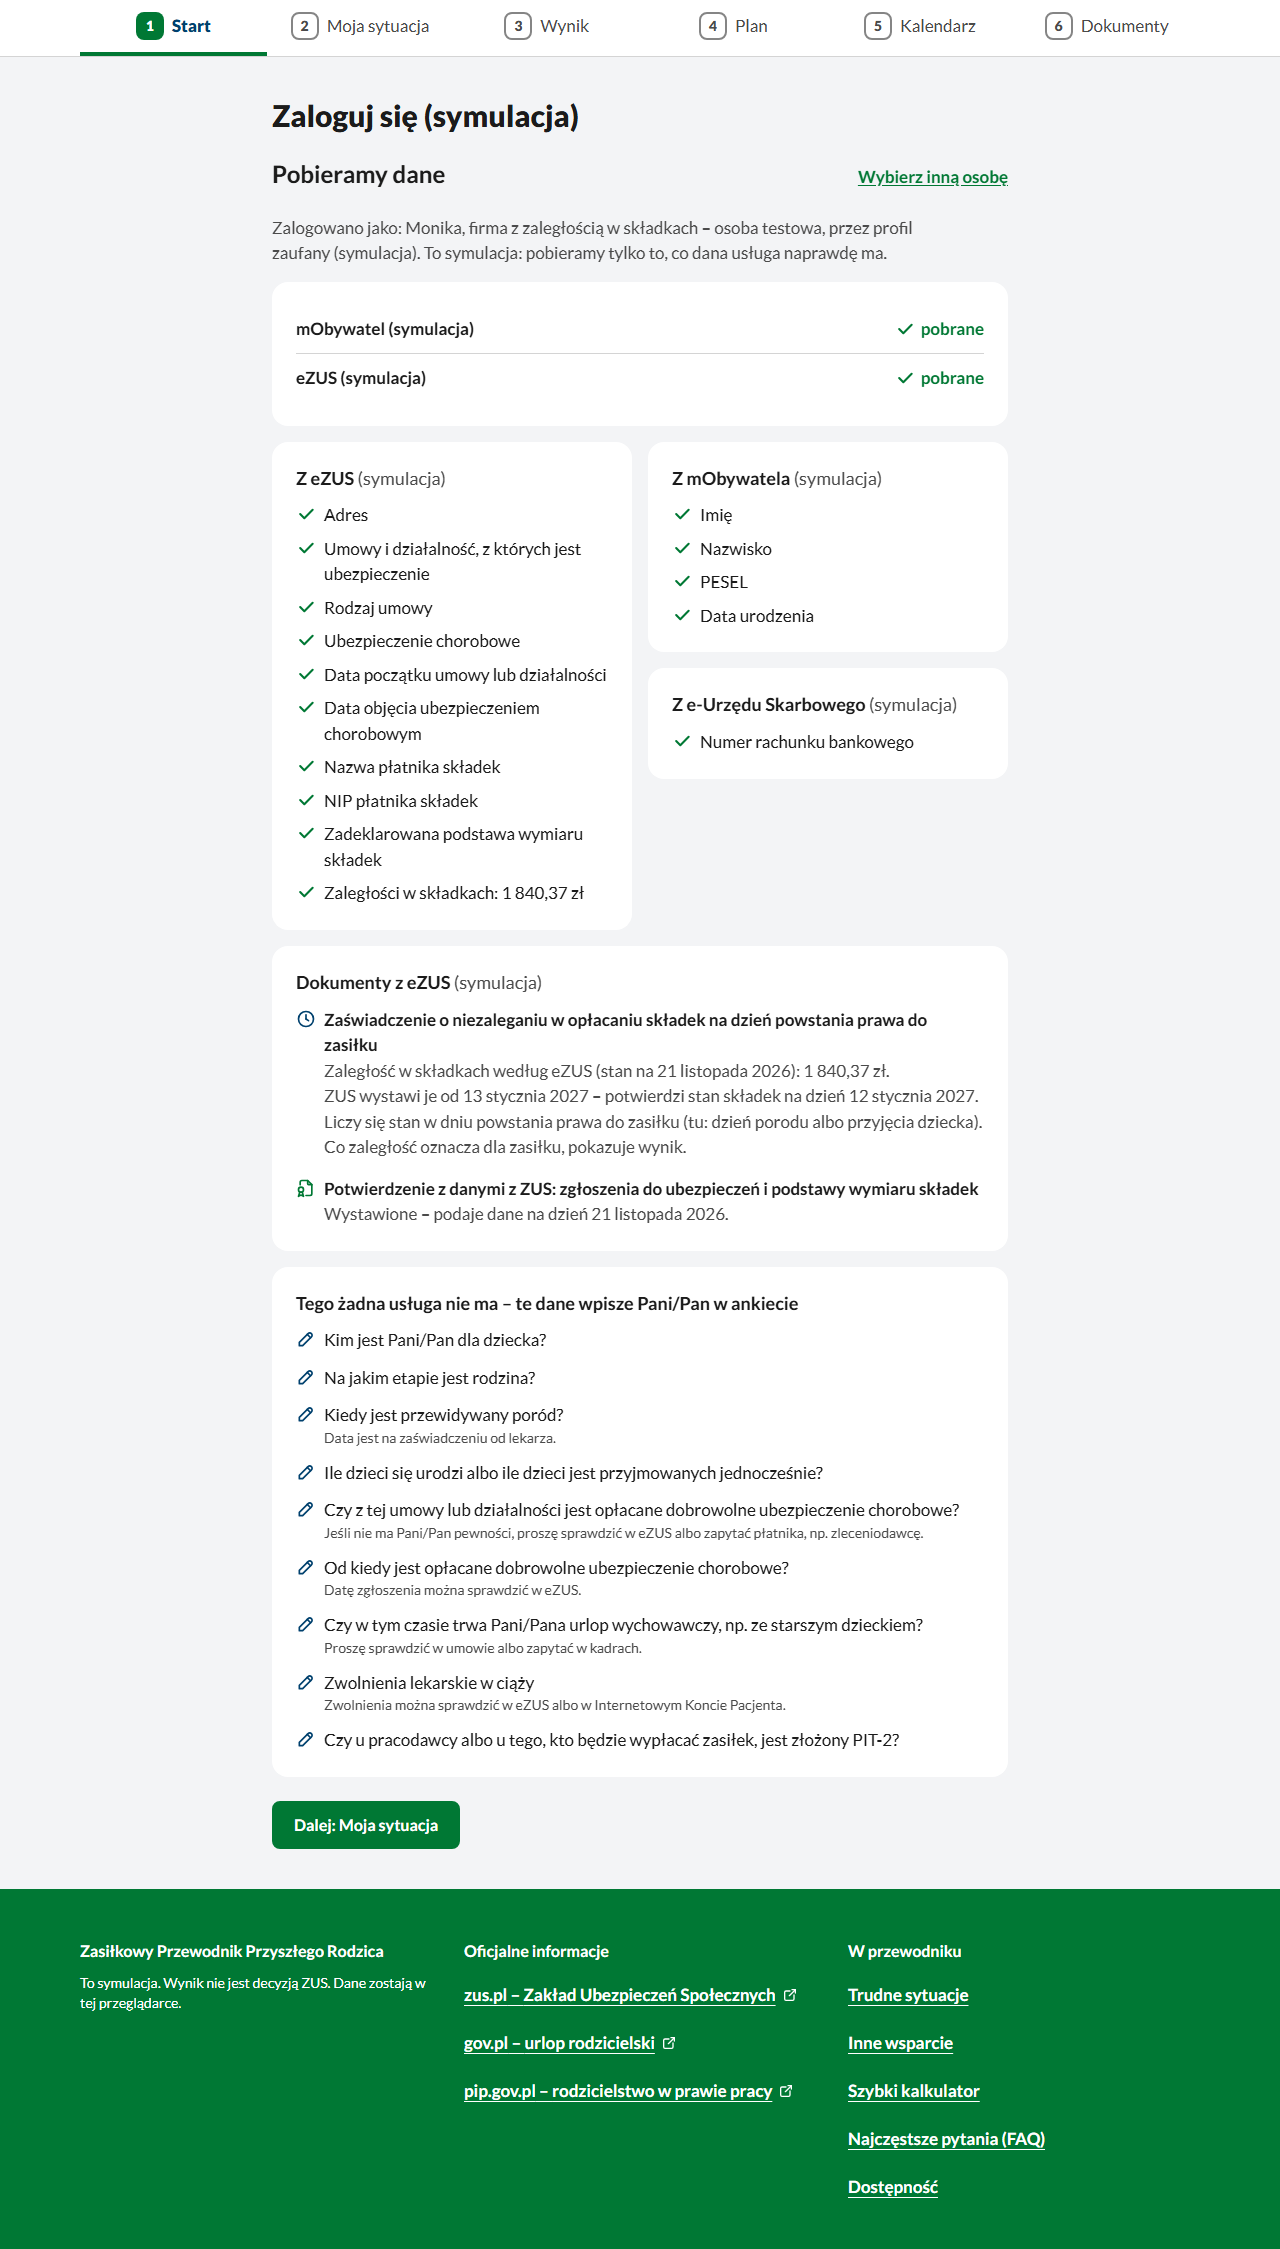 1 Start
2 Moja sytuacja
3 Wynik
4 Plan
5 Kalendarz
6 Dokumenty
Zaloguj się (symulacja)
Pobieramy dane
Wybierz inną osobę
Zalogowano jako: Monika, firma z zaległością w składkach – osoba testowa, przez profil
zaufany (symulacja). To symulacja: pobieramy tylko to, co dana usługa naprawdę ma.
mObywatel (symulacja)
pobrane
eZUS (symulacja)
pobrane
Z eZUS (symulacja)
Adres
Umowy i działalność, z których jest
ubezpieczenie
Rodzaj umowy
Ubezpieczenie chorobowe
Data początku umowy lub działalności
Data objęcia ubezpieczeniem
chorobowym
Nazwa płatnika składek
NIP płatnika składek
Zadeklarowana podstawa wymiaru
składek
Zaległości w składkach: 1 840,37 zł
Z mObywatela (symulacja)
Imię
Nazwisko
PESEL
Data urodzenia
Z e-Urzędu Skarbowego (symulacja)
Numer rachunku bankowego
Dokumenty z eZUS (symulacja)
Zaświadczenie o niezaleganiu w opłacaniu składek na dzień powstania prawa do
zasiłku
Zaległość w składkach według eZUS (stan na 21 listopada 2026): 1 840,37 zł.
ZUS wystawi je od 13 stycznia 2027 – potwierdzi stan składek na dzień 12 stycznia 2027.
Liczy się stan w dniu powstania prawa do zasiłku (tu: dzień porodu albo przyjęcia dziecka).
Co zaległość oznacza dla zasiłku, pokazuje wynik.
Potwierdzenie z danymi z ZUS: zgłoszenia do ubezpieczeń i podstawy wymiaru składek
Wystawione – podaje dane na dzień 21 listopada 2026.
Tego żadna usługa nie ma – te dane wpisze Pani/Pan w ankiecie
Kim jest Pani/Pan dla dziecka?
Na jakim etapie jest rodzina?
Kiedy jest przewidywany poród?
Data jest na zaświadczeniu od lekarza.
Ile dzieci się urodzi albo ile dzieci jest przyjmowanych jednocześnie?
Czy z tej umowy lub działalności jest opłacane dobrowolne ubezpieczenie chorobowe?
Jeśli nie ma Pani/Pan pewności, proszę sprawdzić w eZUS albo zapytać płatnika, np. zleceniodawcę.
Od kiedy jest opłacane dobrowolne ubezpieczenie chorobowe?
Datę zgłoszenia można sprawdzić w eZUS.
Czy w tym czasie trwa Pani/Pana urlop wychowawczy, np. ze starszym dzieckiem?
Proszę sprawdzić w umowie albo zapytać w kadrach.
Zwolnienia lekarskie w ciąży
Zwolnienia można sprawdzić w eZUS albo w Internetowym Koncie Pacjenta.
Czy u pracodawcy albo u tego, kto będzie wypłacać zasiłek, jest złożony PIT-2?
Dalej: Moja sytuacja
Zasiłkowy Przewodnik Przyszłego Rodzica
To symulacja. Wynik nie jest decyzją ZUS. Dane zostają w
tej przeglądarce.
Oficjalne informacje
zus.pl – Zakład Ubezpieczeń Społecznych
gov.pl – urlop rodzicielski
pip.gov.pl – rodzicielstwo w prawie pracy
W przewodniku
Trudne sytuacje
Inne wsparcie
Szybki kalkulator
Najczęstsze pytania (FAQ)
Dostępność